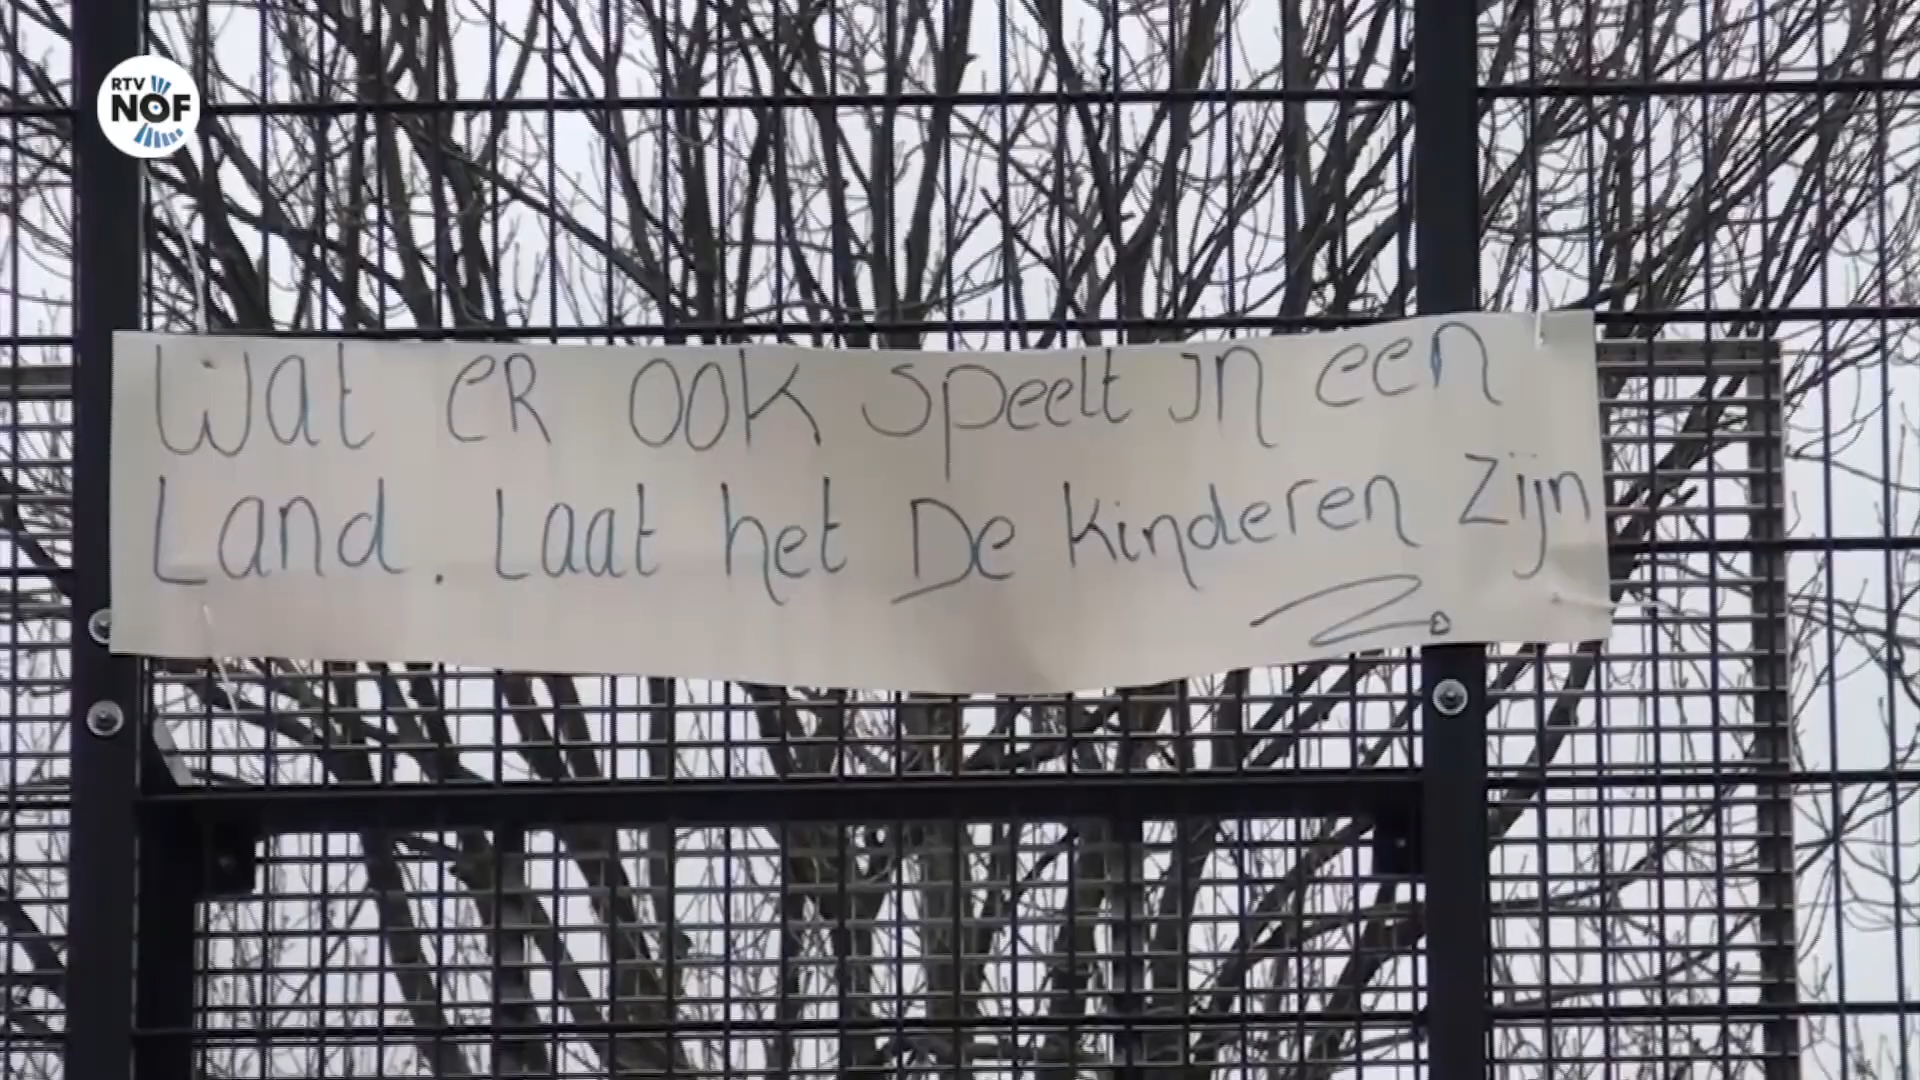 RTV
NOF
Wat eR ook speelt in een
Land. Laat het De kinderen zijn